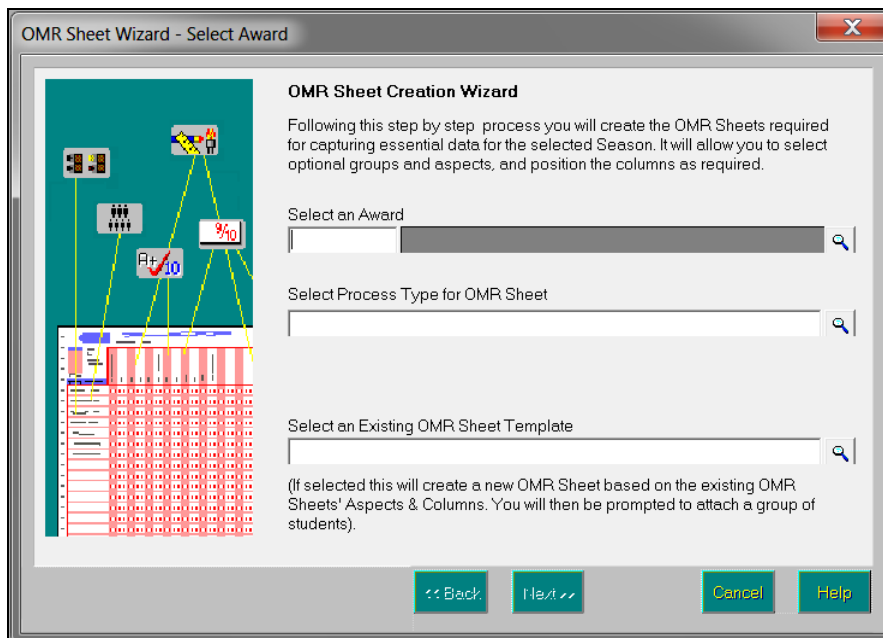 OMR Sheet Wizard - Select Award
OMR Sheet Creation Wizard
Following this step by step process you will create the OMR Sheets required
for capturing essential data for the selected Season. It will allow you to select
optional groups and aspects, and position the columns as required.
Select an Award
Select Process Type for OMR Sheet
Select an Existing OMR Sheet Template
(If selected this will create a new OMR Sheet based on the existing OMR
Sheets' Aspects & Columns. You will then be prompted to attach a group of
students).
9/10
A+ 10
<< Back
Next >>
Cancel
Help